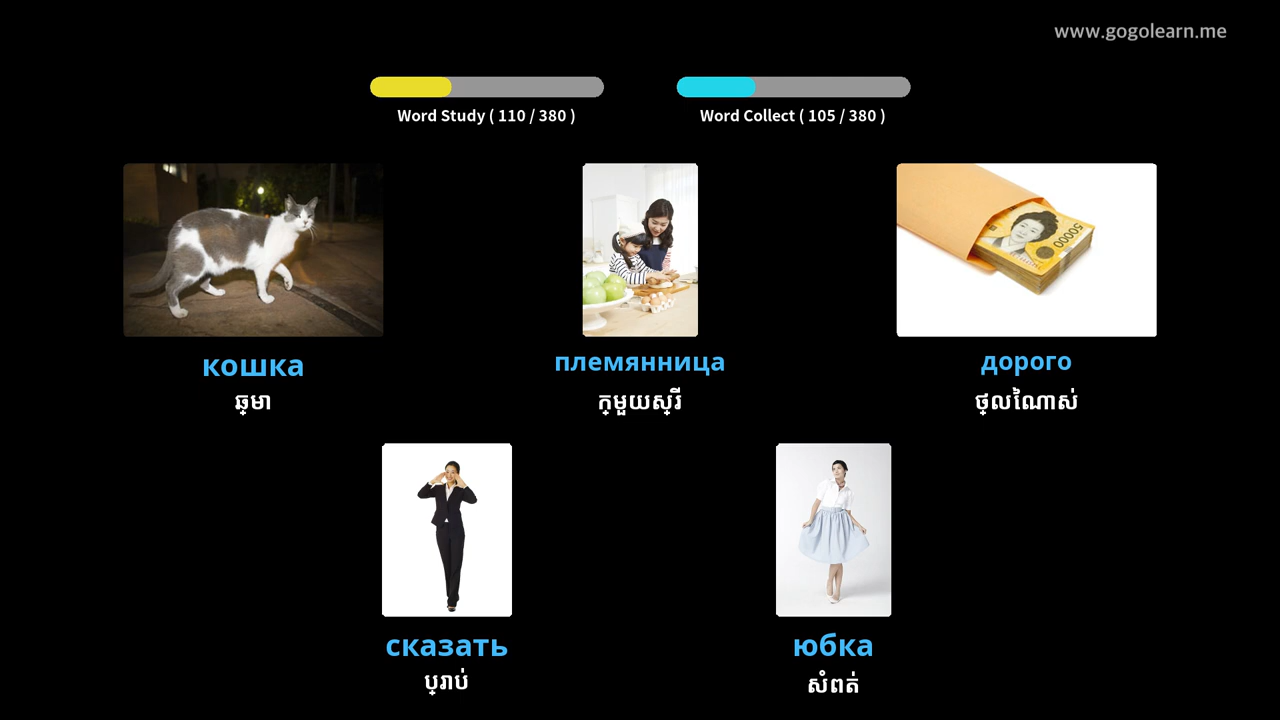 www.gogolearn.me
Word Study ( 110 / 380 )
Word Collect ( 105 / 380 )
50000
кошка
племянница
дорого
ឆ្មា
ក្មួយស្រី
ថ្លៃណាស់
сказать
юбка
ប្រាប់
សំពត់